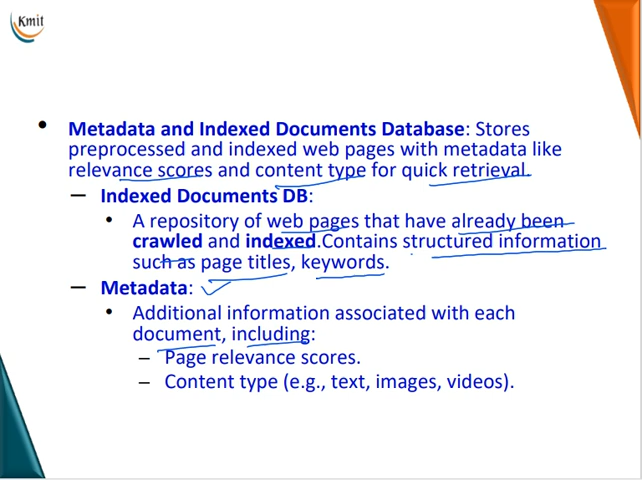 Kmit
• Metadata and Indexed Documents Database: Stores
preprocessed and indexed web pages with metadata like
relevance scores and content type for quick retrieval.
– Indexed Documents DB:
• A repository of web pages that have already been
crawled and indexed.Contains structured information
such as page titles, keywords.
– Metadata:
• Additional information associated with each
document, including:
– Page relevance scores.
– Content type (e.g., text, images, videos).